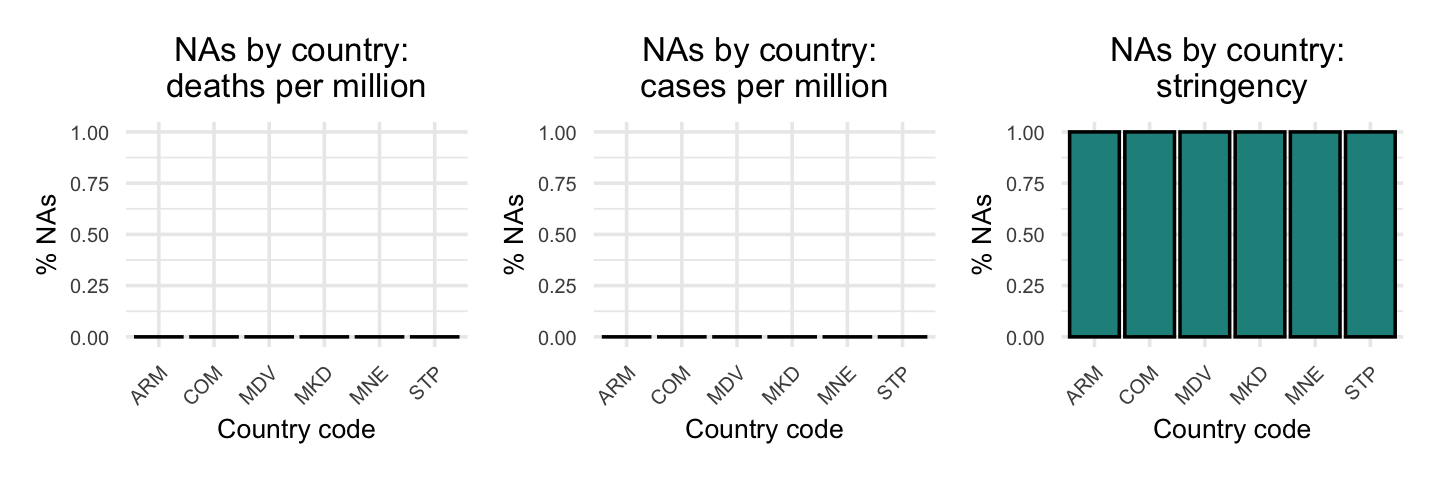 NAs by country:
deaths per million
% NAs
1.00
0.75
0.50
0.25
0.00
ARM
COM
MDV
MKD
MNE
STP
Country code
NAs by country:
cases per million
% NAs
1.00
0.75
0.50
0.25
0.00
ARM
COM
MDV
MKD
MNE
STP
Country code
NAs by country:
stringency
% NAs
1.00
0.75
0.50
0.25
0.00
ARM
COM
MDV
MKD
MNE
STP
Country code